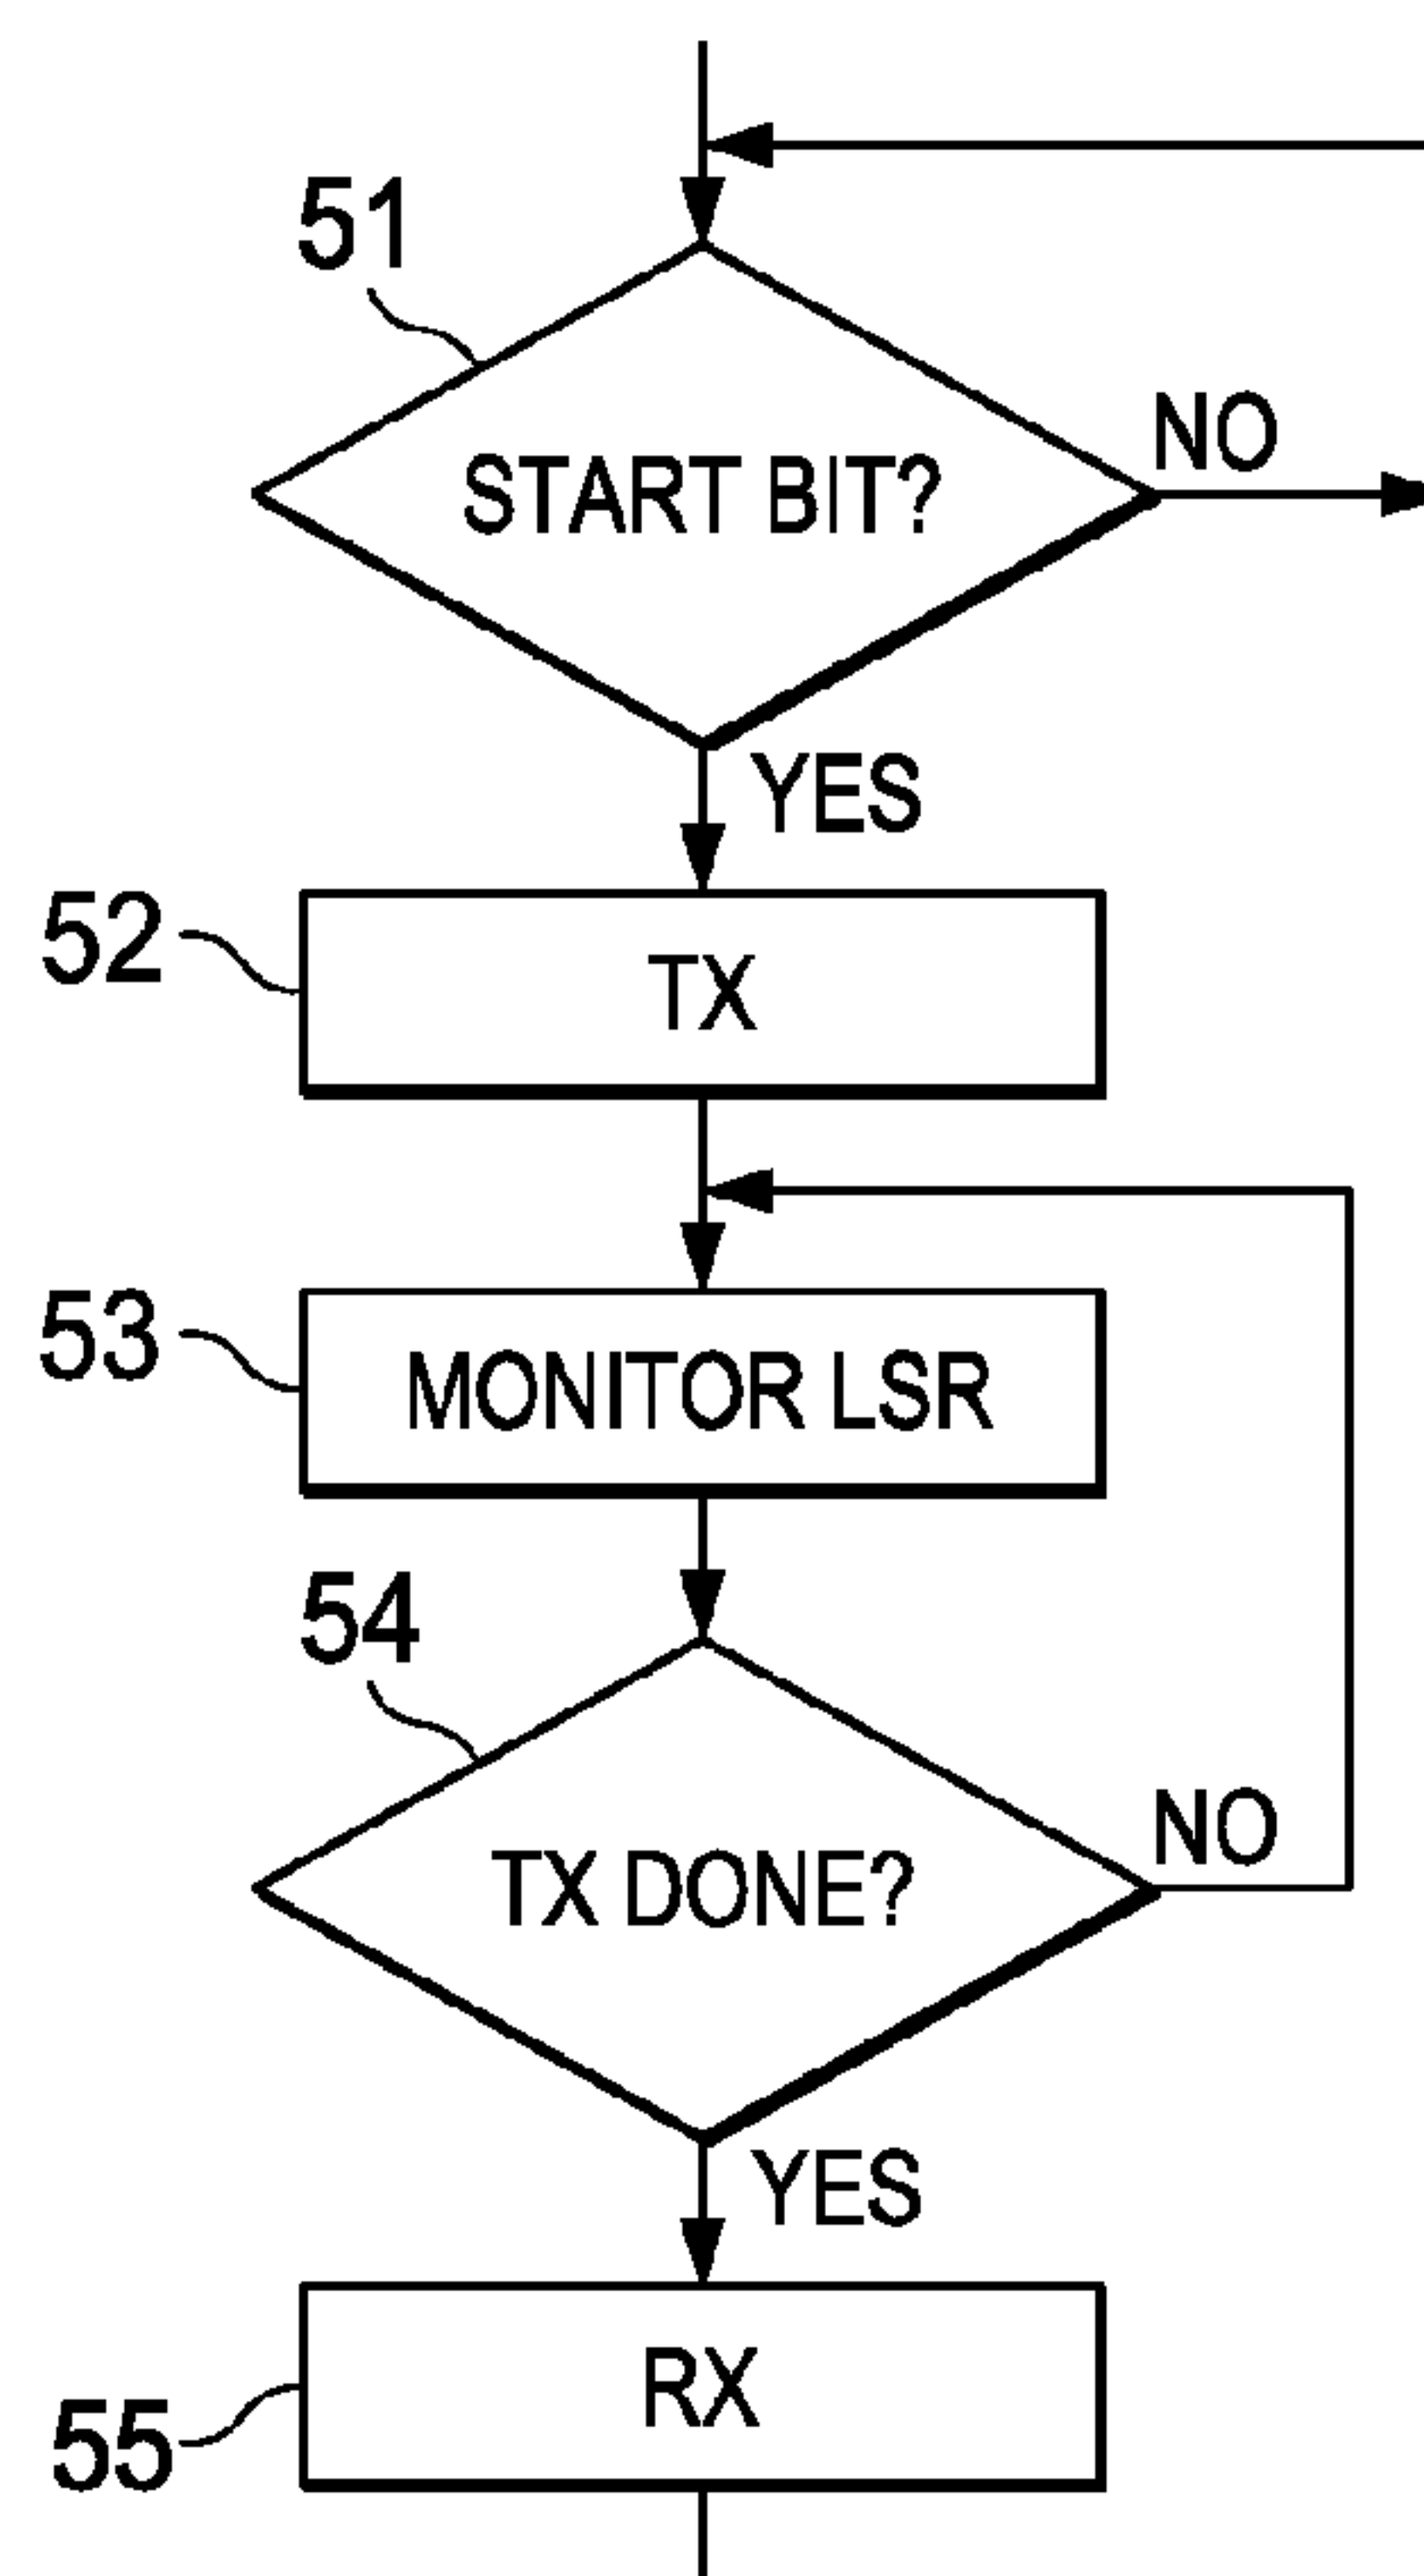 51
START BIT?
NO
YES
52
TX
53
MONITOR LSR
54
TX DONE?
NO
YES
55
RX